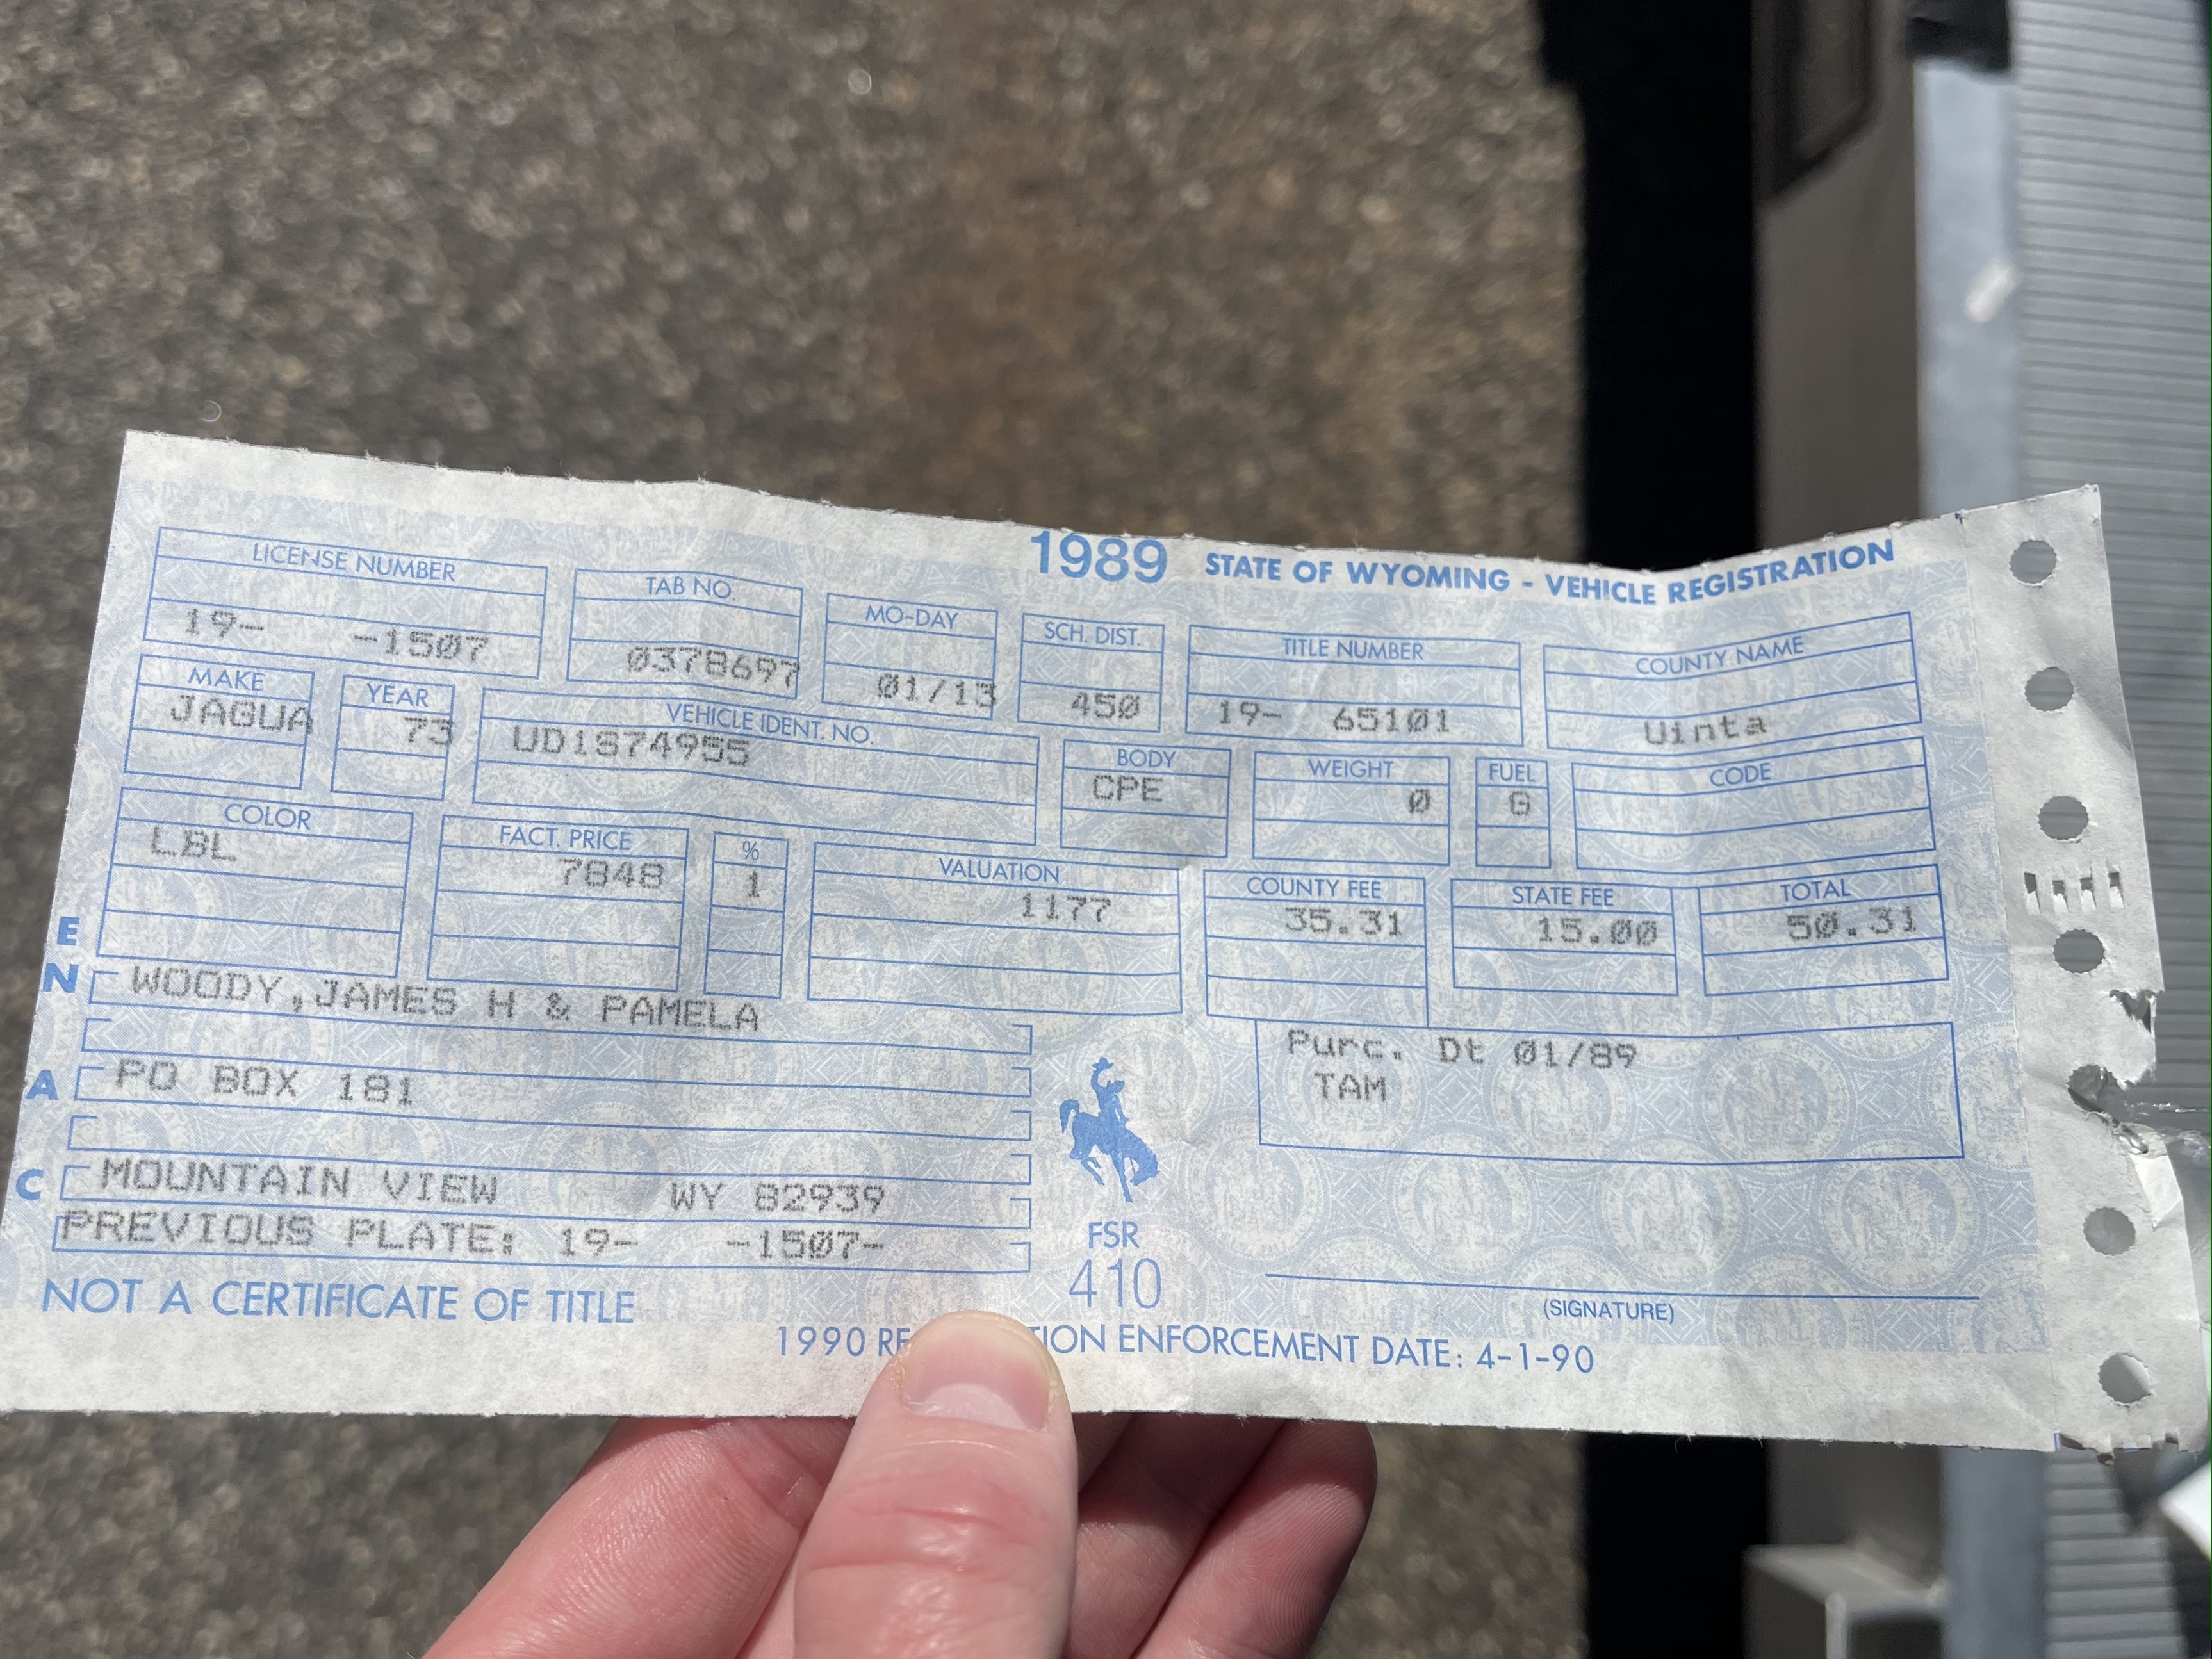 1989 STATE OF WYOMING - VEHICLE REGISTRATION
LICENSE NUMBER TAB NO. MO-DAY SCH. DIST. TITLE NUMBER COUNTY NAME
19- -1507 0378697 01/13 450 19- 65101 Uinta
MAKE YEAR VEHICLE IDENT. NO. BODY WEIGHT FUEL CODE
JAGUA 73 UD1S74955 CPE 0 G
COLOR FACT. PRICE % VALUATION COUNTY FEE STATE FEE TOTAL
LBL 7848 1 1177 35.31 15.00 50.31
E
N WOODY,JAMES H & PAMELA
Purc. Dt 01/89
TAM
A PO BOX 181
C MOUNTAIN VIEW WY 82939
PREVIOUS PLATE: 19- -1507-
FSR
410
NOT A CERTIFICATE OF TITLE
(SIGNATURE)
1990 RE TION ENFORCEMENT DATE: 4-1-90